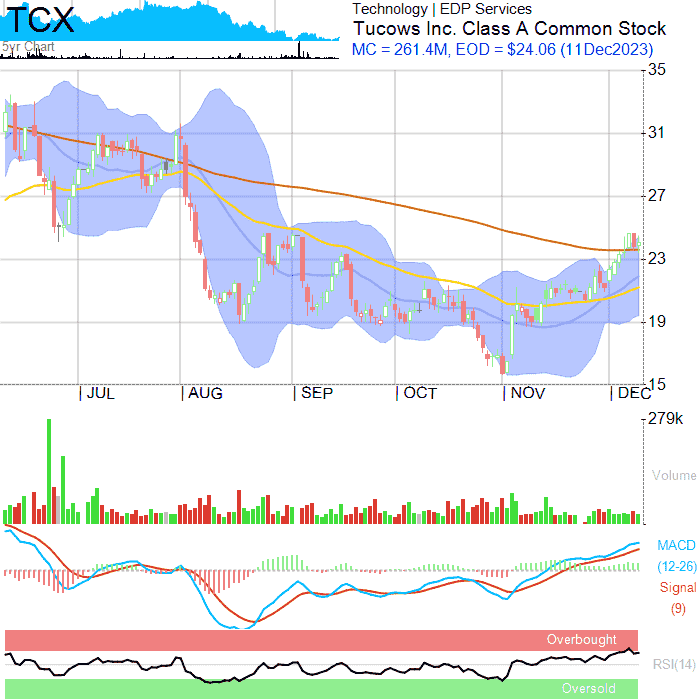 TCX
5yr Chart
Technology | EDP Services
Tucows Inc. Class A Common Stock
MC = 261.4M, EOD = $24.06 (11Dec2023)
35
31
27
23
19
15
JUL AUG SEP OCT NOV DEC
279k
Volume
MACD
(12-26)
Signal
(9)
Overbought
RSI(14)
Oversold